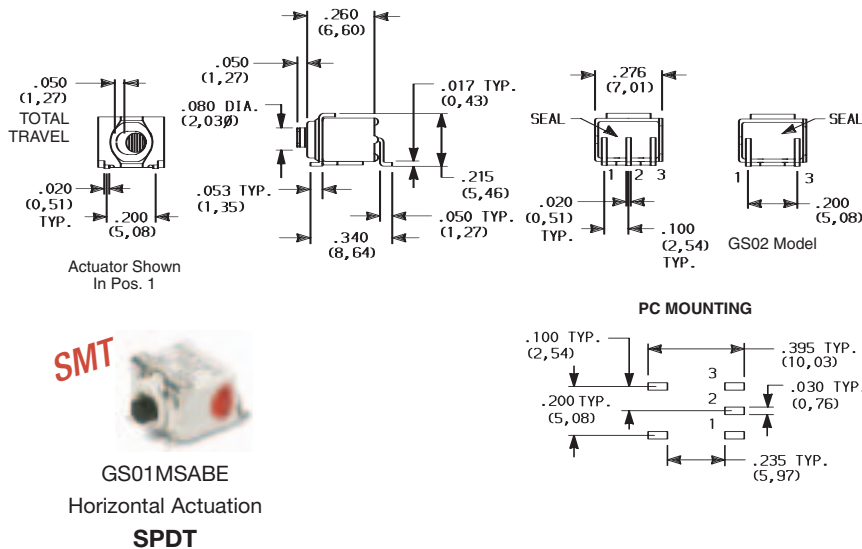 .050
(1,27)
TOTAL
TRAVEL
.020
(0,51)
TYP.
.200
(5,08)
Actuator Shown
In Pos. 1
.260
(6,60)
.050
(1,27)
.080 DIA.
(2,03Ø)
.017 TYP.
(0,43)
.215
(5,46)
.053 TYP.
(1,35)
.050 TYP.
(1,27)
.340
(8,64)
.276
(7,01)
SEAL
1 2 3
.020
(0,51)
TYP.
.100
(2,54)
TYP.
SEAL
1 3
.200
(5,08)
GS02 Model
PC MOUNTING
.100 TYP.
(2,54)
.395 TYP.
(10,03)
3
2
1
.030 TYP.
(0,76)
.200 TYP.
(5,08)
.235 TYP.
(5,97)
SMT
GS01MSABE
Horizontal Actuation
SPDT